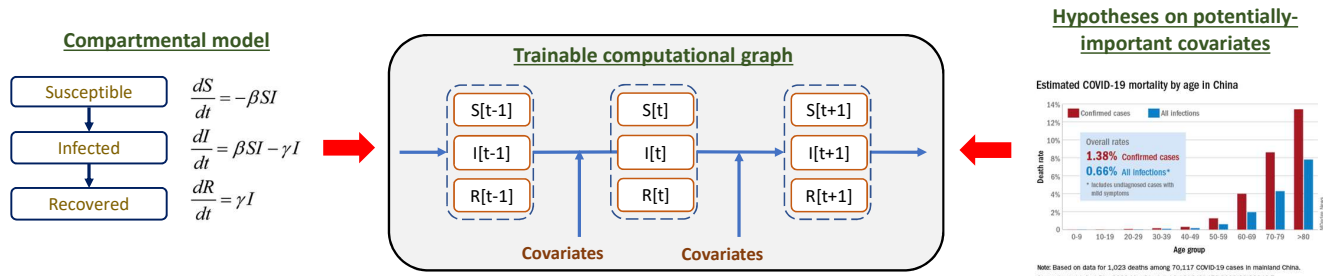 Compartmental model
Susceptible
Infected
Recovered
dS/dt = −βSI
dI/dt = βSI − γI
dR/dt = γI
Trainable computational graph
S[t-1]
I[t-1]
R[t-1]
S[t]
I[t]
R[t]
S[t+1]
I[t+1]
R[t+1]
Covariates
Covariates
Hypotheses on potentially-
important covariates
Estimated COVID-19 mortality by age in China
Confirmed cases
All infections
Overall rates
1.38% Confirmed cases
0.66% All infections*
* Includes undiagnosed cases with
mild symptoms
Death rate
14%
12%
10%
8%
6%
4%
2%
0-9
10-19
20-29
30-39
40-49
50-59
60-69
70-79
>80
Age group
Note: Based on data for 1,023 deaths among 70,117 COVID-19 cases in mainland China.